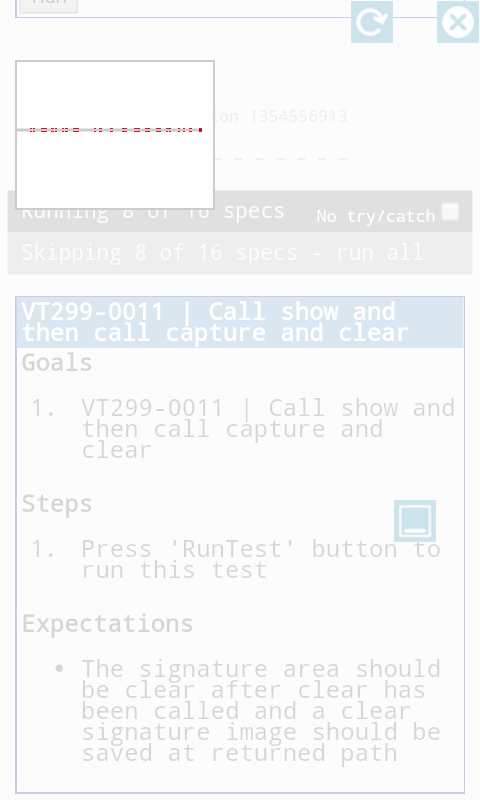 Run
on 1354556913
Running 8 of 16 specs
No try/catch
Skipping 8 of 16 specs - run all
VT299-0011 | Call show and
then call capture and clear
Goals
1. VT299-0011 | Call show and
then call capture and
clear
Steps
1. Press 'RunTest' button to
run this test
Expectations
• The signature area should
be clear after clear has
been called and a clear
signature image should be
saved at returned path